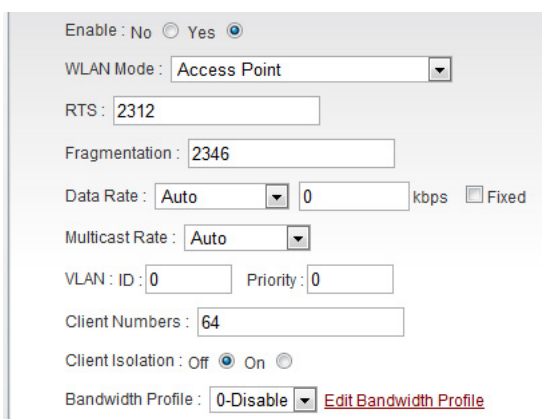 Enable : No Yes
WLAN Mode : Access Point
RTS : 2312
Fragmentation : 2346
Data Rate : Auto 0 kbps Fixed
Multicast Rate : Auto
VLAN : ID : 0 Priority : 0
Client Numbers : 64
Client Isolation : Off On
Bandwidth Profile : 0-Disable Edit Bandwidth Profile